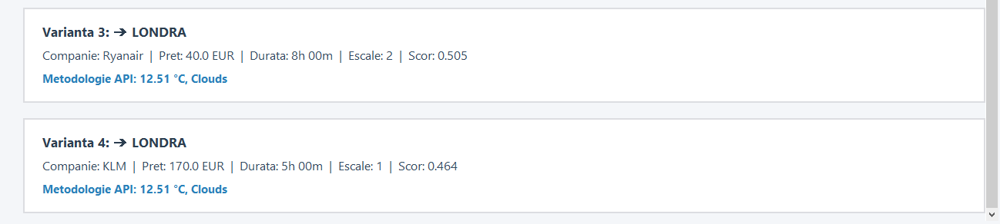 Varianta 3: ➔ LONDRA
Companie: Ryanair | Pret: 40.0 EUR | Durata: 8h 00m | Escale: 2 | Scor: 0.505
Metodologie API: 12.51 °C, Clouds
Varianta 4: ➔ LONDRA
Companie: KLM | Pret: 170.0 EUR | Durata: 5h 00m | Escale: 1 | Scor: 0.464
Metodologie API: 12.51 °C, Clouds